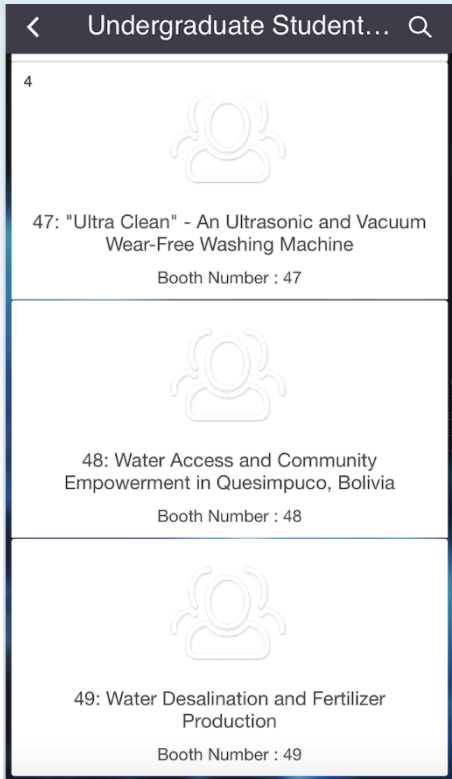 Undergraduate Student...
4
47: "Ultra Clean" - An Ultrasonic and Vacuum
Wear-Free Washing Machine
Booth Number : 47
48: Water Access and Community
Empowerment in Quesimpuco, Bolivia
Booth Number : 48
49: Water Desalination and Fertilizer
Production
Booth Number : 49